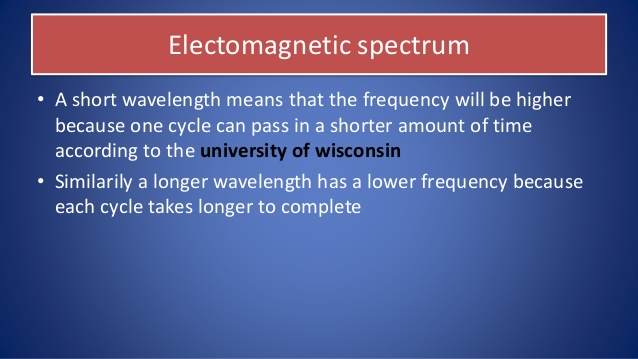 Electomagnetic spectrum
• A short wavelength means that the frequency will be higher
because one cycle can pass in a shorter amount of time
according to the university of wisconsin
• Similarily a longer wavelength has a lower frequency because
each cycle takes longer to complete